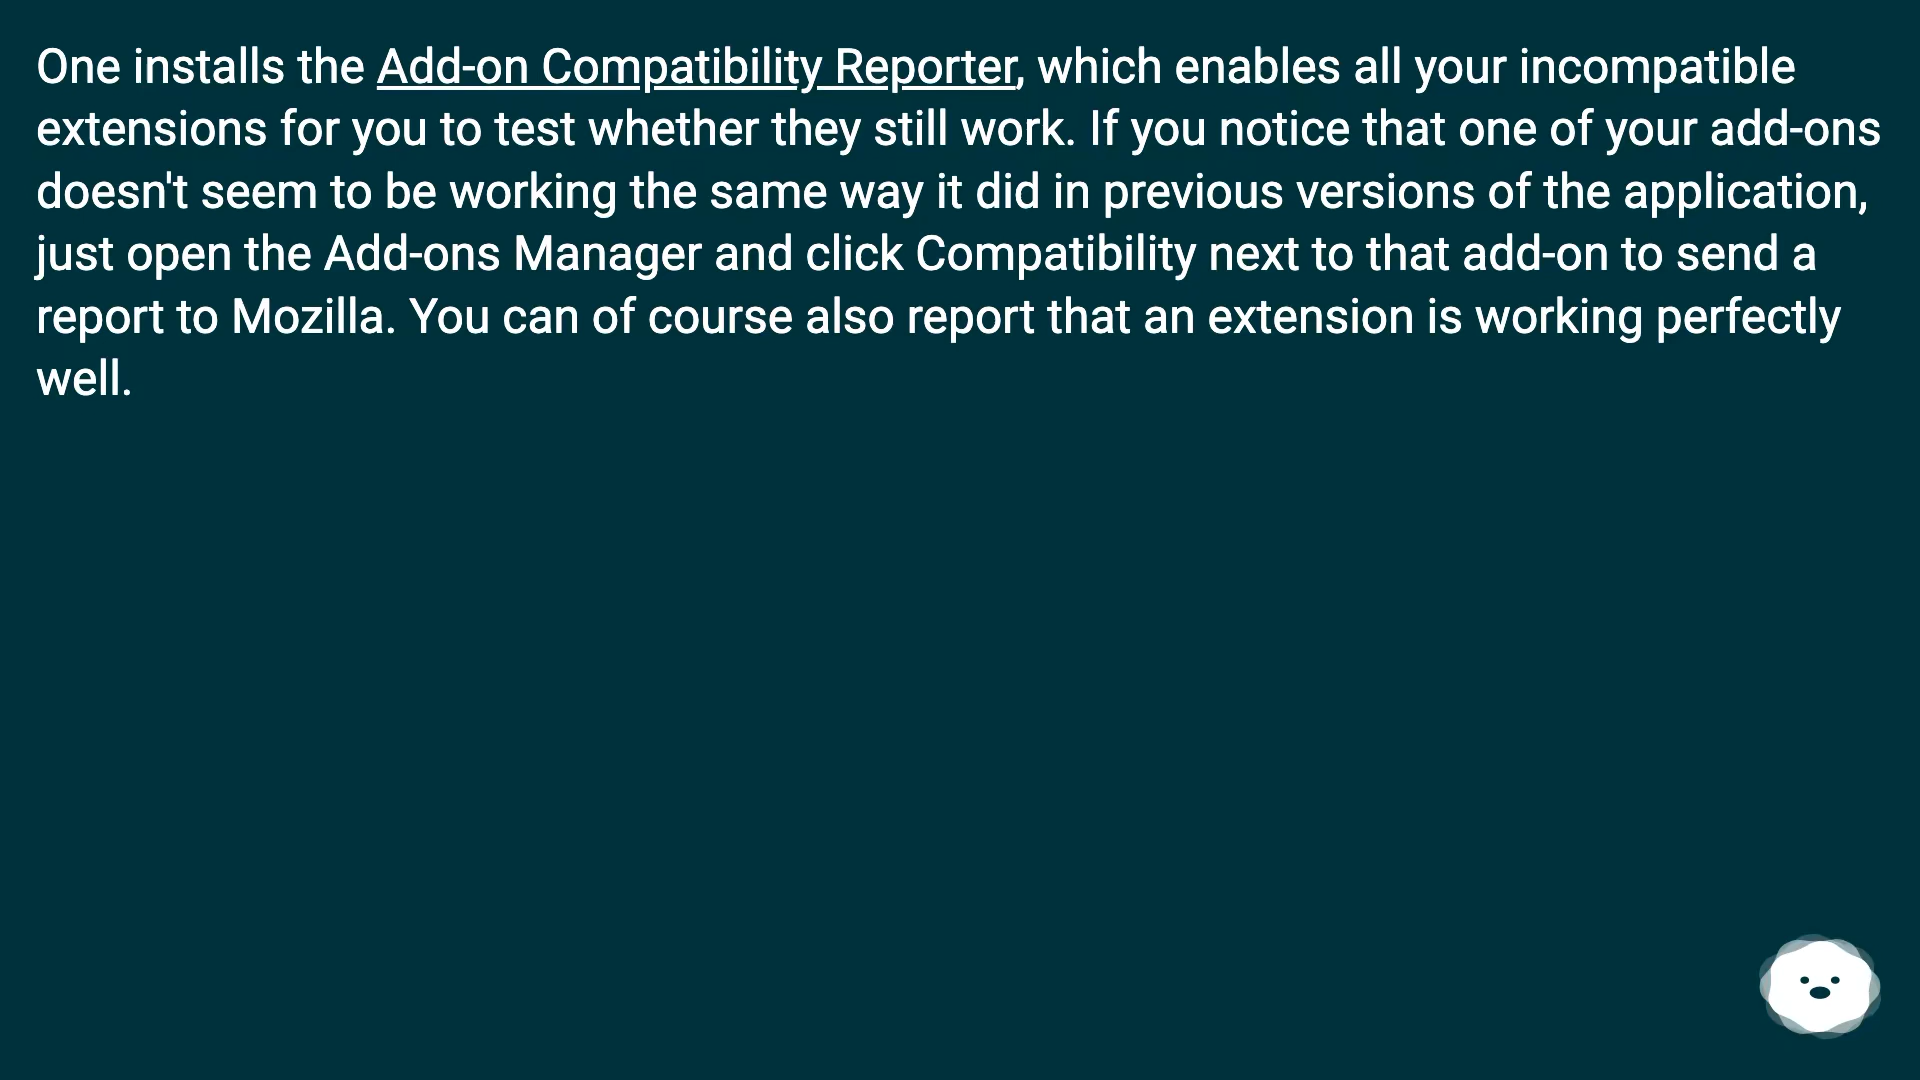 One installs the Add-on Compatibility Reporter, which enables all your incompatible
extensions for you to test whether they still work. If you notice that one of your add-ons
doesn't seem to be working the same way it did in previous versions of the application,
just open the Add-ons Manager and click Compatibility next to that add-on to send a
report to Mozilla. You can of course also report that an extension is working perfectly
well.